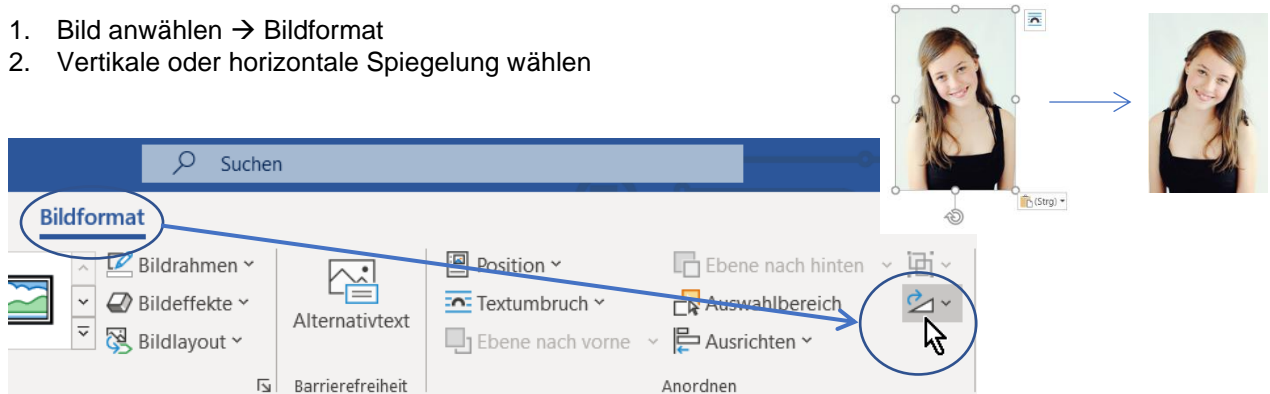 1. Bild anwählen → Bildformat
2. Vertikale oder horizontale Spiegelung wählen
(Strg)
Suchen
Bildformat
Bildrahmen
Bildeffekte
Bildlayout
Alternativtext
Barrierefreiheit
Position
Textumbruch
Ebene nach vorne
Ebene nach hinten
Auswahlbereich
Ausrichten
Anordnen